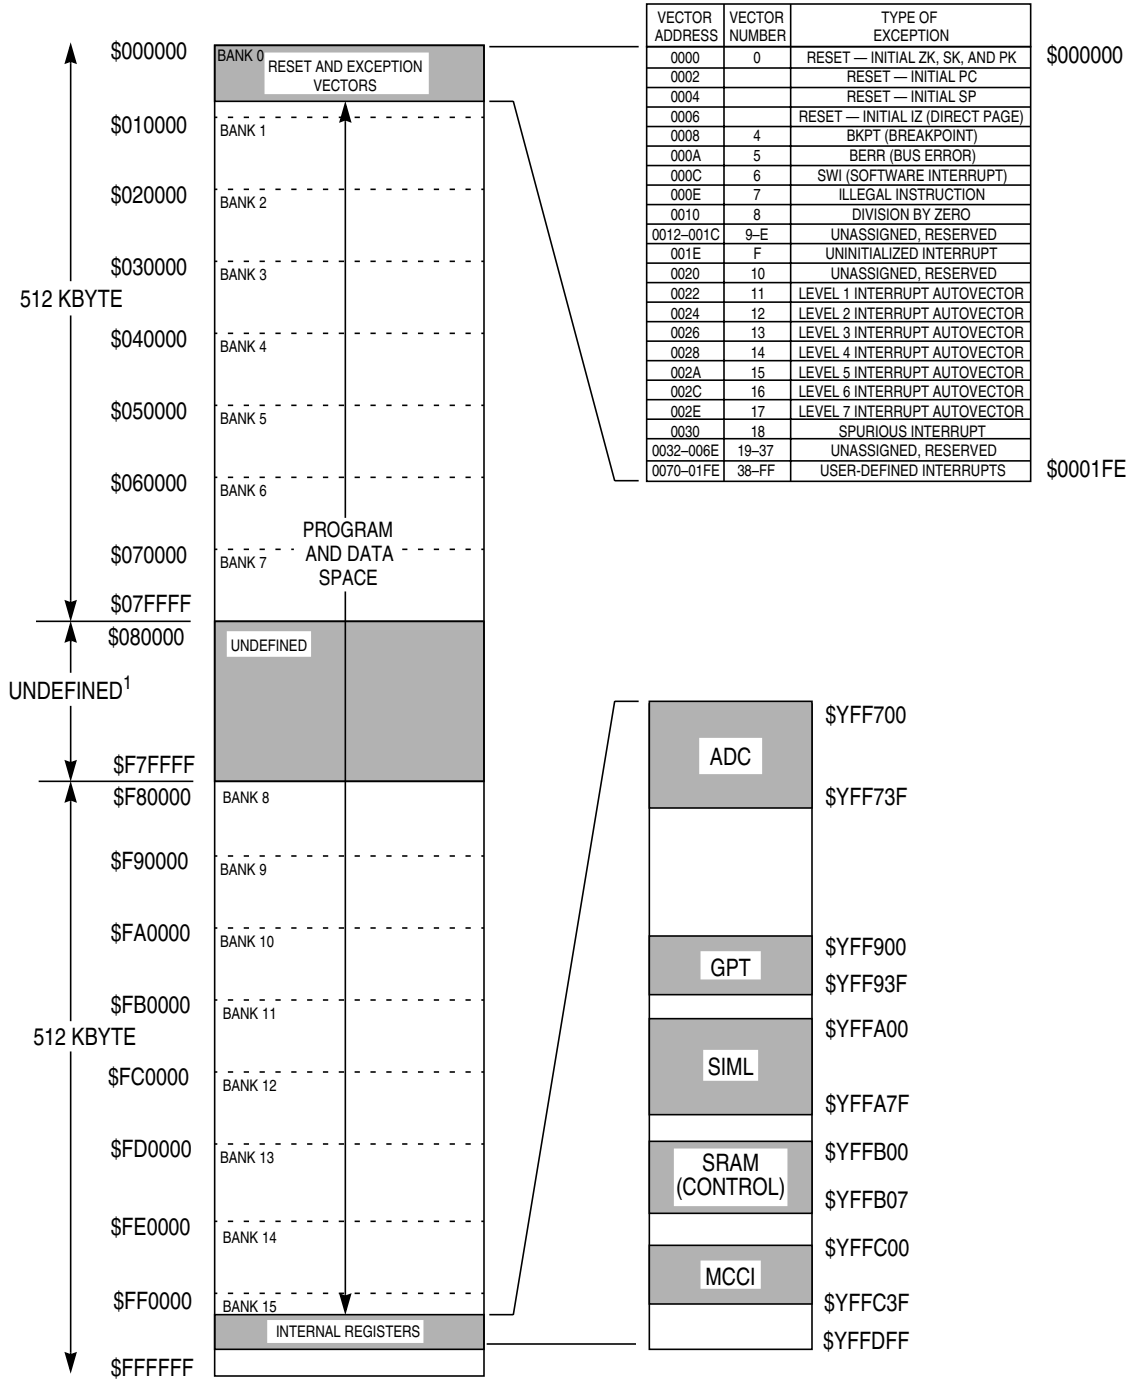 VECTOR ADDRESS VECTOR NUMBER TYPE OF EXCEPTION
0000 0 RESET — INITIAL ZK, SK, AND PK
0002 RESET — INITIAL PC
0004 RESET — INITIAL SP
0006 RESET — INITIAL IZ (DIRECT PAGE)
0008 4 BKPT (BREAKPOINT)
000A 5 BERR (BUS ERROR)
000C 6 SWI (SOFTWARE INTERRUPT)
000E 7 ILLEGAL INSTRUCTION
0010 8 DIVISION BY ZERO
0012–001C 9–E UNASSIGNED, RESERVED
001E F UNINITIALIZED INTERRUPT
0020 10 UNASSIGNED, RESERVED
0022 11 LEVEL 1 INTERRUPT AUTOVECTOR
0024 12 LEVEL 2 INTERRUPT AUTOVECTOR
0026 13 LEVEL 3 INTERRUPT AUTOVECTOR
0028 14 LEVEL 4 INTERRUPT AUTOVECTOR
002A 15 LEVEL 5 INTERRUPT AUTOVECTOR
002C 16 LEVEL 6 INTERRUPT AUTOVECTOR
002E 17 LEVEL 7 INTERRUPT AUTOVECTOR
0030 18 SPURIOUS INTERRUPT
0032–006E 19–37 UNASSIGNED, RESERVED
0070–01FE 38–FF USER-DEFINED INTERRUPTS
$000000
$0001FE
$000000
BANK 0
RESET AND EXCEPTION
VECTORS
$010000
BANK 1
$020000
BANK 2
$030000
BANK 3
512 KBYTE
$040000
BANK 4
$050000
BANK 5
$060000
BANK 6
PROGRAM
AND DATA
SPACE
$070000
BANK 7
$07FFFF
$080000
UNDEFINED
UNDEFINED1
$F7FFFF
$F80000
BANK 8
$F90000
BANK 9
$FA0000
BANK 10
$FB0000
BANK 11
512 KBYTE
$FC0000
BANK 12
$FD0000
BANK 13
$FE0000
BANK 14
$FF0000
BANK 15
INTERNAL REGISTERS
$FFFFFF
$YFF700
ADC
$YFF73F
$YFF900
GPT
$YFF93F
$YFFA00
SIML
$YFFA7F
$YFFB00
SRAM
(CONTROL)
$YFFB07
$YFFC00
MCCI
$YFFC3F
$YFFDFF